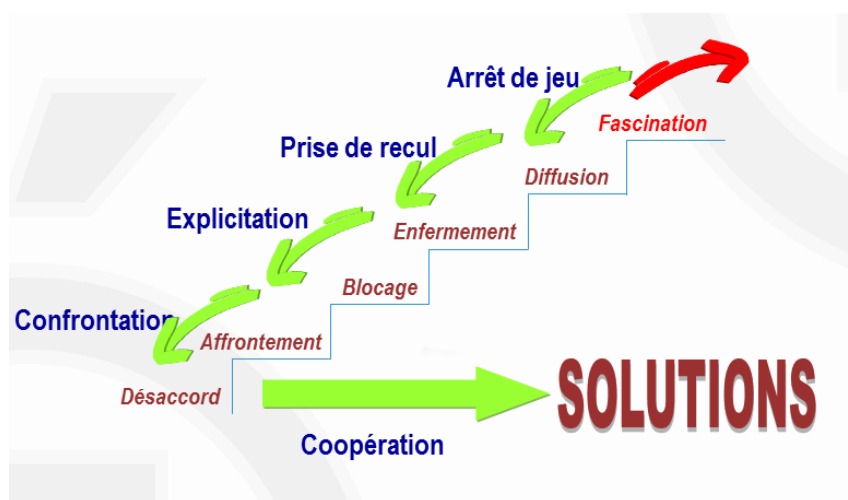 Arrêt de jeu
Fascination
Prise de recul
Diffusion
Explicitation
Enfermement
Blocage
Confrontation
Affrontement
Désaccord
SOLUTIONS
Coopération